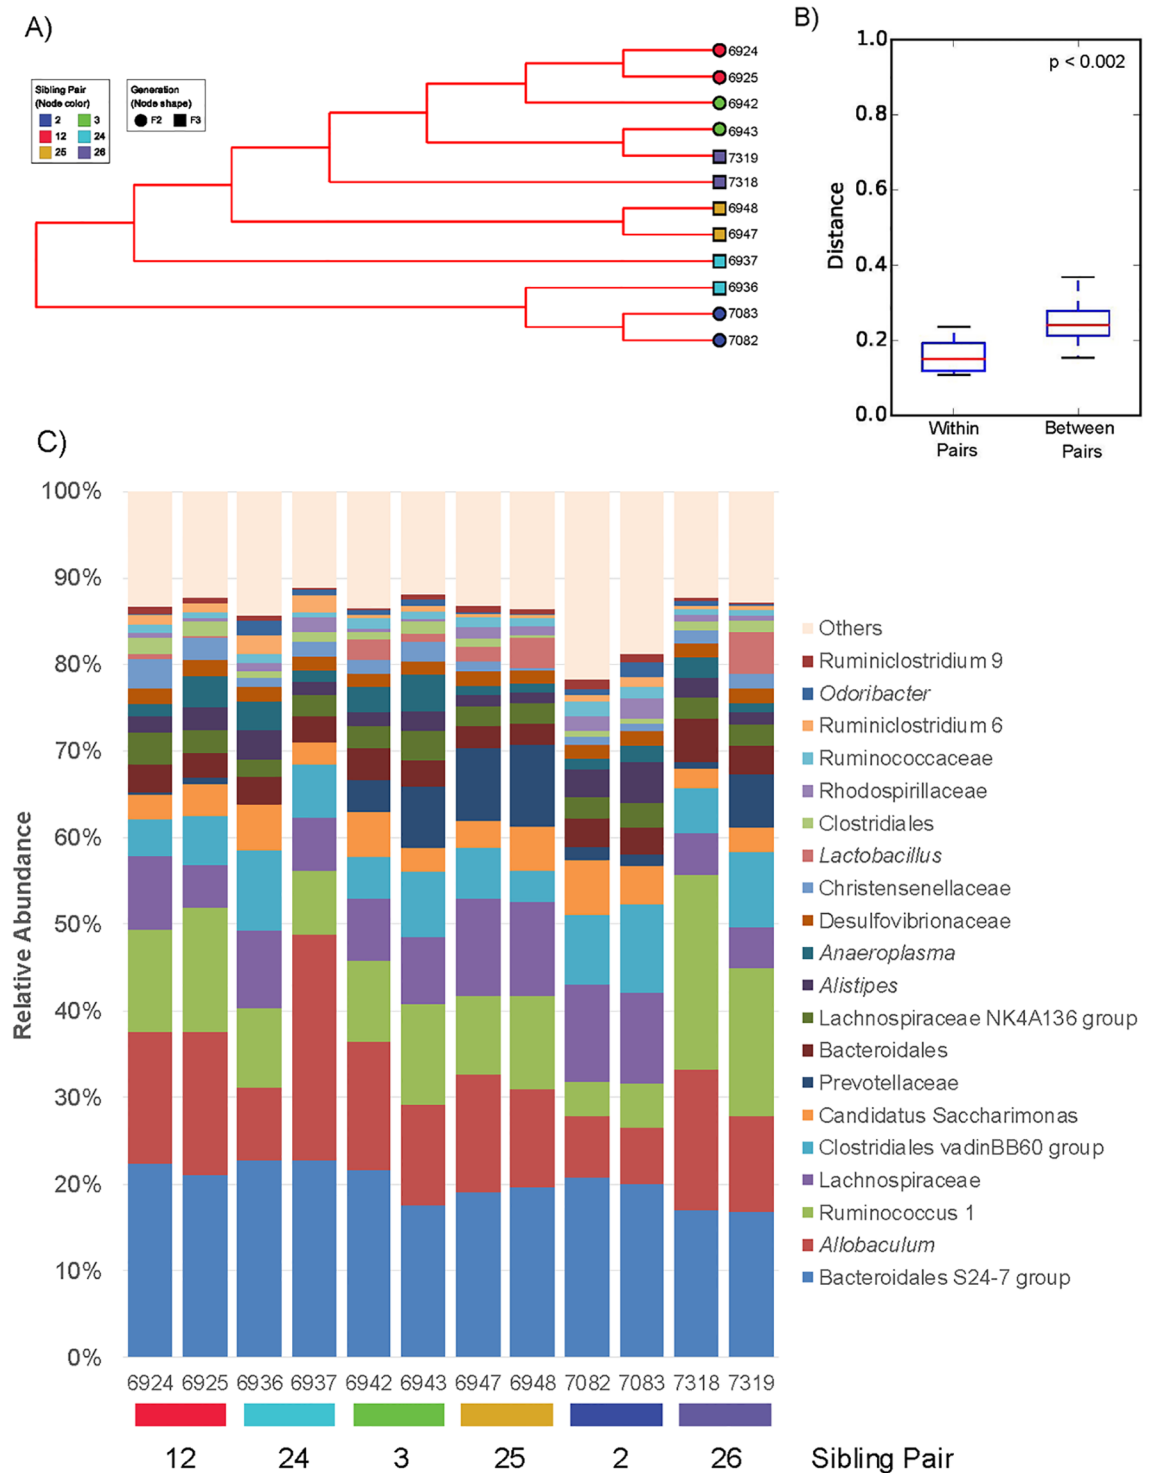 A)
Sibling Pair
(Node color)
2 3
12 24
25 26
Generation
(Node shape)
F2 F3
6924
6925
6942
6943
7319
7318
6948
6947
6937
6936
7083
7082
B)
1.0
0.8
0.6
0.4
0.2
0.0
Distance
p < 0.002
Within
Pairs
Between
Pairs
C)
100%
90%
80%
70%
60%
50%
40%
30%
20%
10%
0%
Relative Abundance
Others
Ruminiclostridium 9
Odoribacter
Ruminiclostridium 6
Ruminococcaceae
Rhodospirillaceae
Clostridiales
Lactobacillus
Christensenellaceae
Desulfovibrionaceae
Anaeroplasma
Alistipes
Lachnospiraceae NK4A136 group
Bacteroidales
Prevotellaceae
Candidatus Saccharimonas
Clostridiales vadinBB60 group
Lachnospiraceae
Ruminococcus 1
Allobaculum
Bacteroidales S24-7 group
6924 6925 6936 6937 6942 6943 6947 6948 7082 7083 7318 7319
12 24 3 25 2 26 Sibling Pair